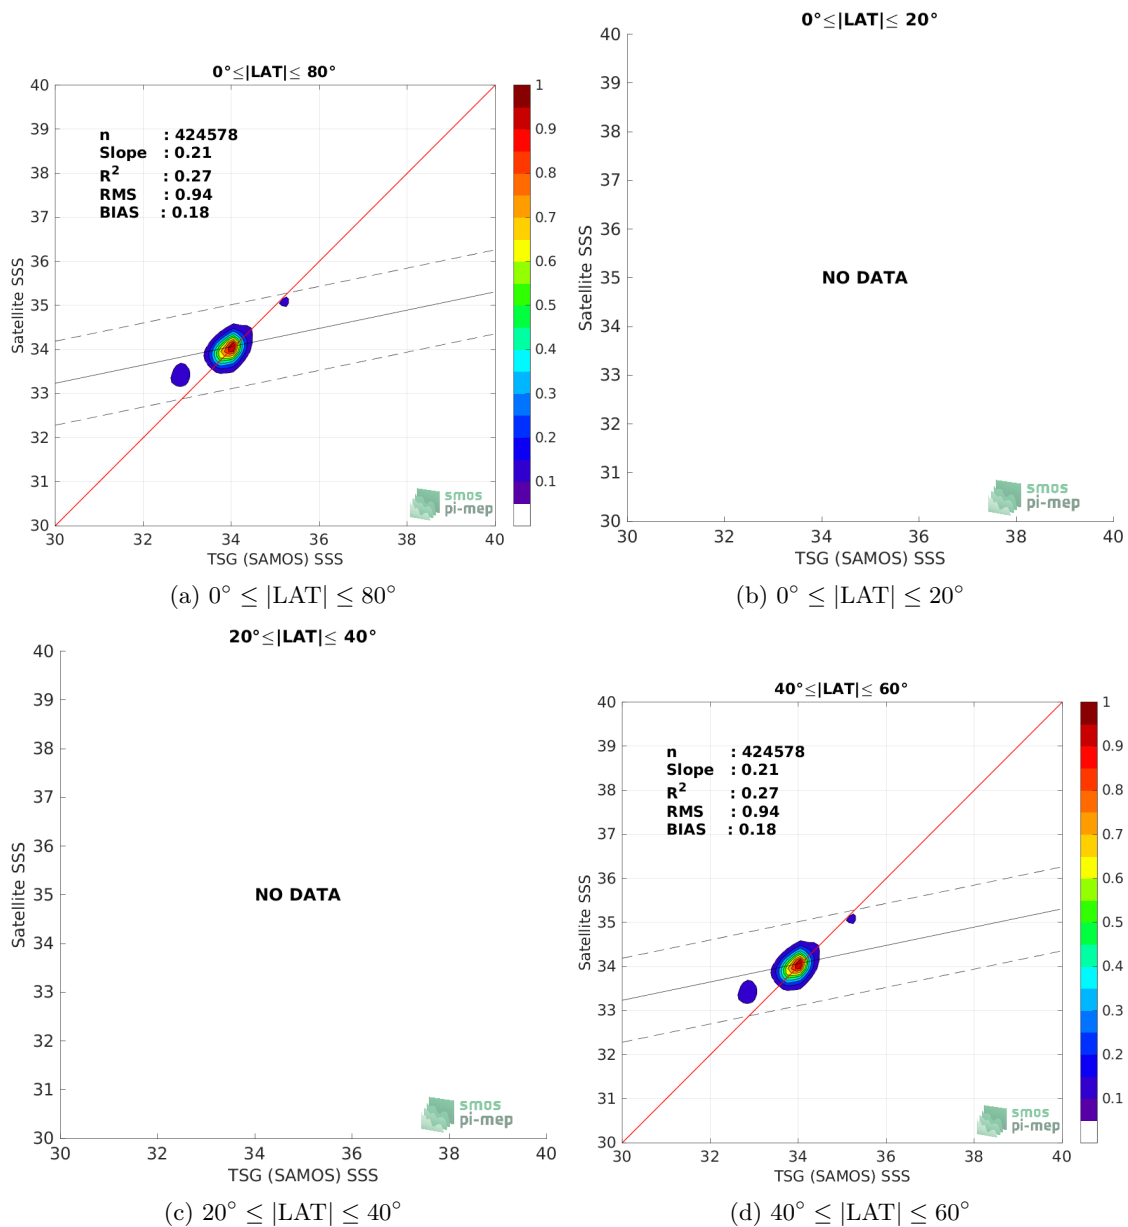 0°≤|LAT|≤ 80°
n : 424578
Slope : 0.21
R² : 0.27
RMS : 0.94
BIAS : 0.18
Satellite SSS
40
39
38
37
36
35
34
33
32
31
30
30 32 34 36 38 40
TSG (SAMOS) SSS
1
0.9
0.8
0.7
0.6
0.5
0.4
0.3
0.2
0.1
smos
pi-mep
(a) 0° ≤ |LAT| ≤ 80°
0°≤|LAT|≤ 20°
Satellite SSS
40
39
38
37
36
35
34
33
32
31
30
NO DATA
30 32 34 36 38 40
TSG (SAMOS) SSS
smos
pi-mep
(b) 0° ≤ |LAT| ≤ 20°
20°≤|LAT|≤ 40°
Satellite SSS
40
39
38
37
36
35
34
33
32
31
30
NO DATA
30 32 34 36 38 40
TSG (SAMOS) SSS
smos
pi-mep
(c) 20° ≤ |LAT| ≤ 40°
40°≤|LAT|≤ 60°
n : 424578
Slope : 0.21
R² : 0.27
RMS : 0.94
BIAS : 0.18
Satellite SSS
40
39
38
37
36
35
34
33
32
31
30
30 32 34 36 38 40
TSG (SAMOS) SSS
1
0.9
0.8
0.7
0.6
0.5
0.4
0.3
0.2
0.1
smos
pi-mep
(d) 40° ≤ |LAT| ≤ 60°